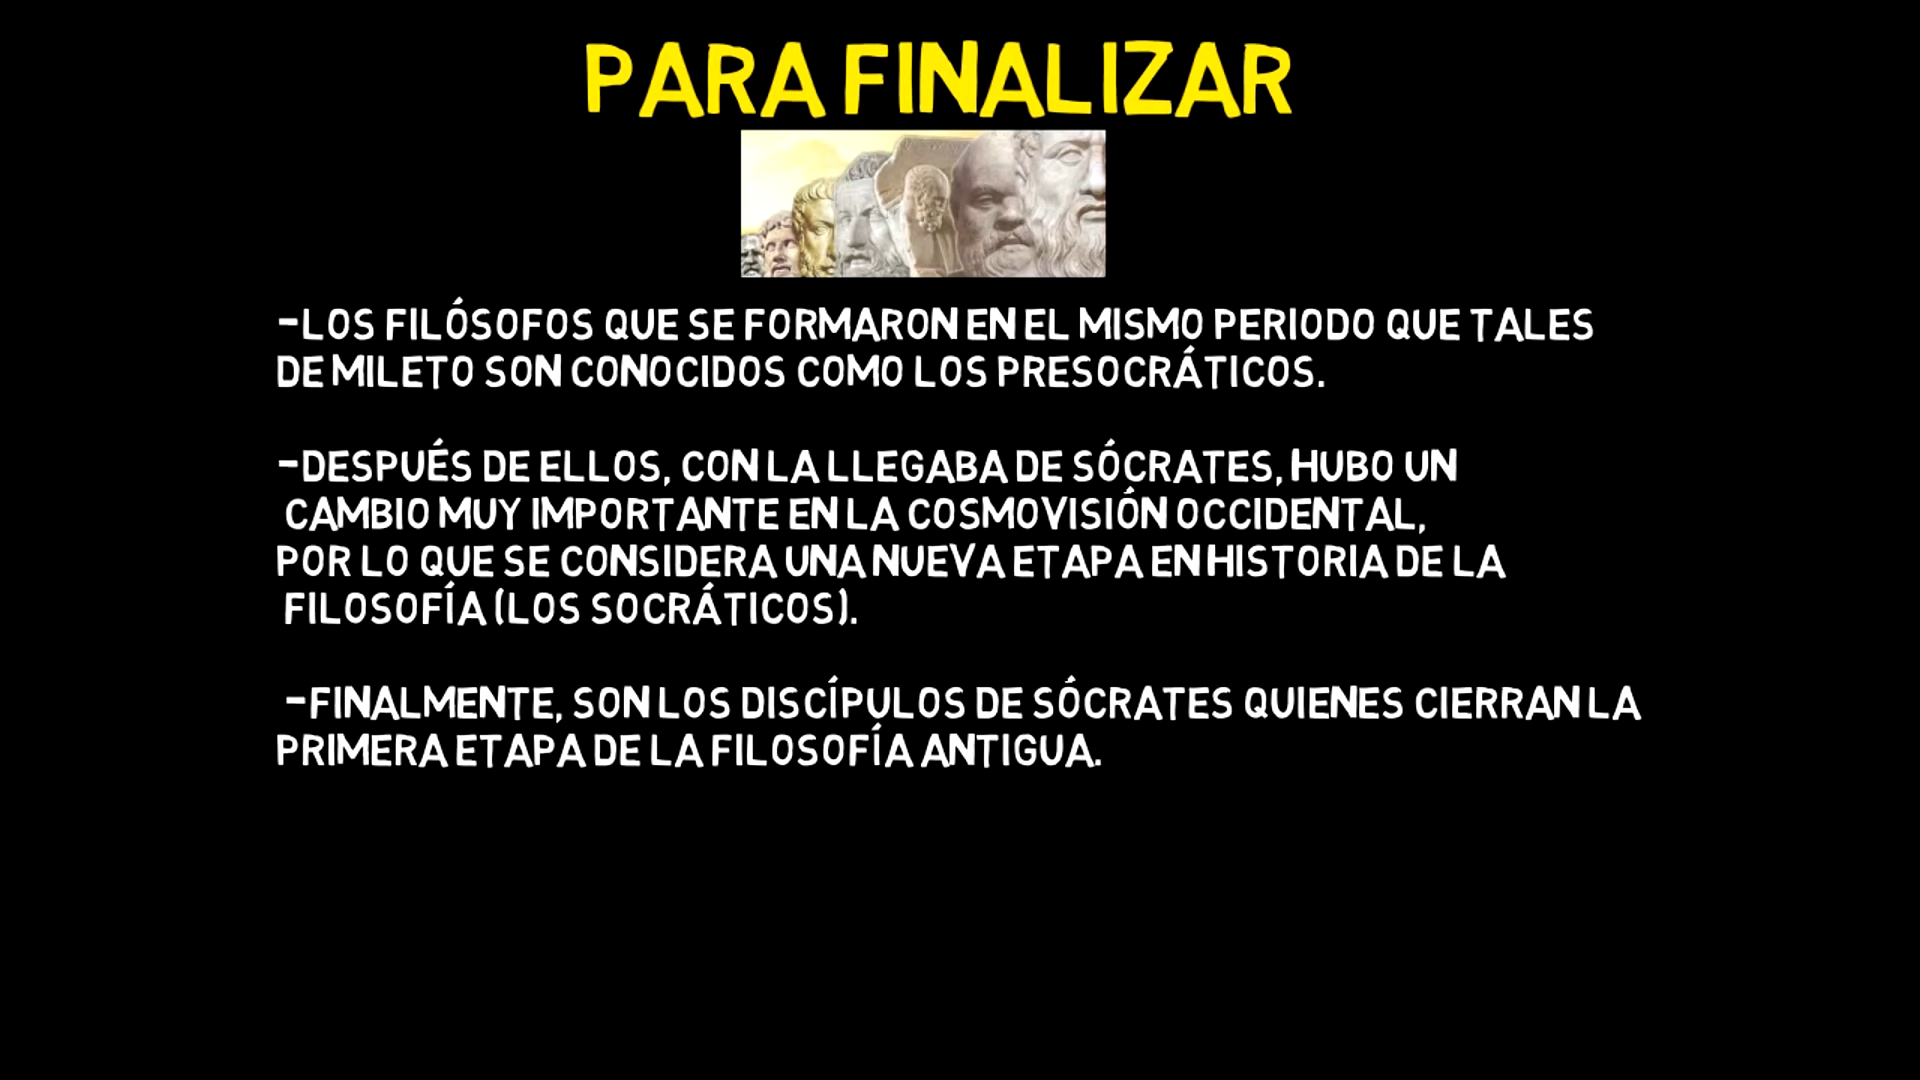 PARA FINALIZAR
-LOS FILÓSOFOS QUE SE FORMARON EN EL MISMO PERIODO QUE TALES
DE MILETO SON CONOCIDOS COMO LOS PRESOCRÁTICOS.
-DESPUÉS DE ELLOS, CON LA LLEGABA DE SÓCRATES, HUBO UN
CAMBIO MUY IMPORTANTE EN LA COSMOVISIÓN OCCIDENTAL,
POR LO QUE SE CONSIDERA UNA NUEVA ETAPA EN HISTORIA DE LA
FILOSOFÍA (LOS SOCRÁTICOS).
-FINALMENTE, SON LOS DISCÍPULOS DE SÓCRATES QUIENES CIERRAN LA
PRIMERA ETAPA DE LA FILOSOFÍA ANTIGUA.